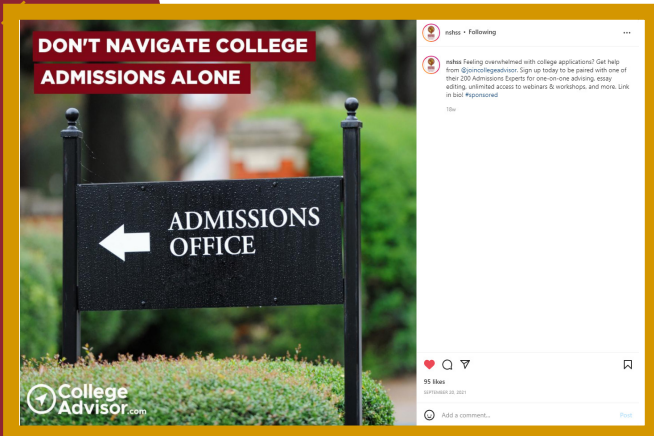 DON'T NAVIGATE COLLEGE
ADMISSIONS ALONE
ADMISSIONS
OFFICE
College
Advisor.com
nshss • Following
nshss Feeling overwhelmed with college applications? Get help
from @joincollegeadvisor. Sign up today to be paired with one of
their 200 Admissions Experts for one-on-one advising, essay
editing, unlimited access to webinars & workshops, and more. Link
in bio! #sponsored
18w
95 likes
SEPTEMBER 20, 2021
Add a comment...
Post